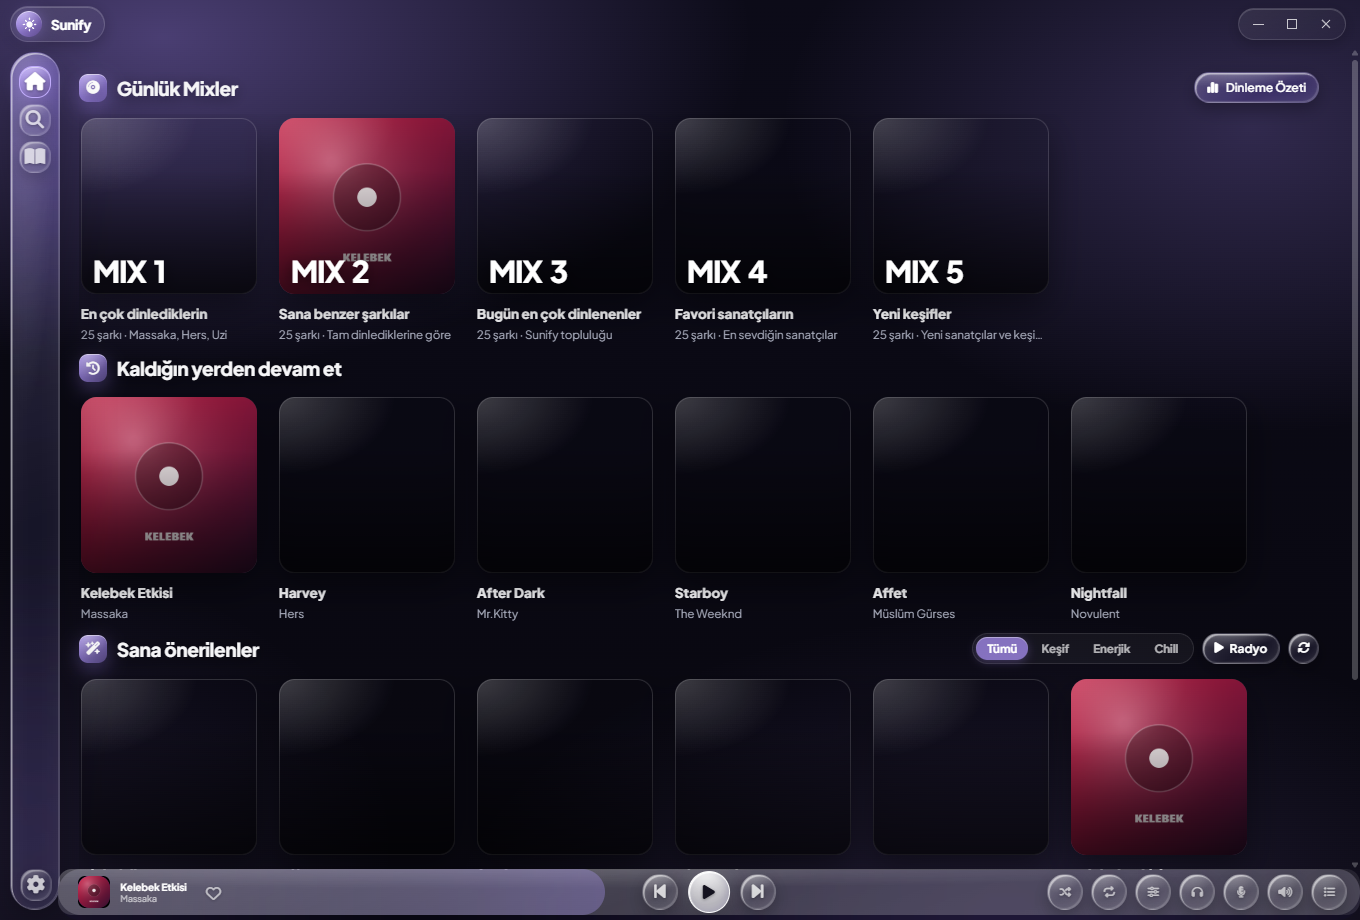 Sunify
Günlük Mixler
Dinleme Özeti
KELEBEK
MIX 1
MIX 2
MIX 3
MIX 4
MIX 5
En çok dinlediklerin
25 şarkı · Massaka, Hers, Uzi
Sana benzer şarkılar
25 şarkı · Tam dinlediklerine göre
Bugün en çok dinlenenler
25 şarkı · Sunify topluluğu
Favori sanatçıların
25 şarkı · En sevdiğin sanatçılar
Yeni keşifler
25 şarkı · Yeni sanatçılar ve keşi...
Kaldığın yerden devam et
KELEBEK
Kelebek Etkisi
Massaka
Harvey
Hers
After Dark
Mr.Kitty
Starboy
The Weeknd
Affet
Müslüm Gürses
Nightfall
Novulent
Sana önerilenler
Tümü
Keşif
Enerjik
Chill
Radyo
KELEBEK
Kelebek Etkisi
Massaka